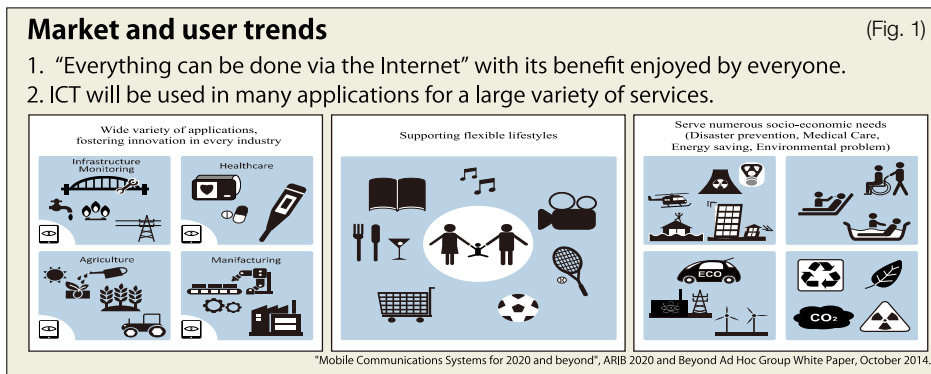 Market and user trends
(Fig. 1)
1. “Everything can be done via the Internet” with its benefit enjoyed by everyone.
2. ICT will be used in many applications for a large variety of services.
Wide variety of applications,
fostering innovation in every industry
Infrastructure
Monitoring
Healthcare
Agriculture
Manifacturing
Supporting flexible lifestyles
Serve numerous socio-economic needs
(Disaster prevention, Medical Care,
Energy saving, Environmental problem)
ECO
CO₂
"Mobile Communications Systems for 2020 and beyond", ARIB 2020 and Beyond Ad Hoc Group White Paper, October 2014.